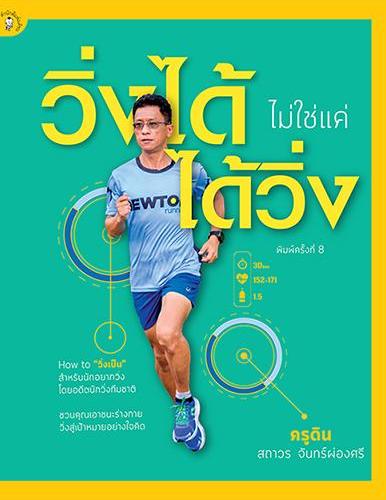 วิ่งได้
ไม่ใช่แค่
ได้วิ่ง
พิมพ์ครั้งที่ 8
NEWTON
running
30
152-171
1.5
How to "วิ่งเป็น"
สำหรับนักอยากวิ่ง
โดยอดีตนักวิ่งทีมชาติ
ชวนคุณเอาชนะร่างกาย
วิ่งสู่เป้าหมายอย่างใจคิด
ครูดิน
สถาวร จันทร์ผ่องศรี